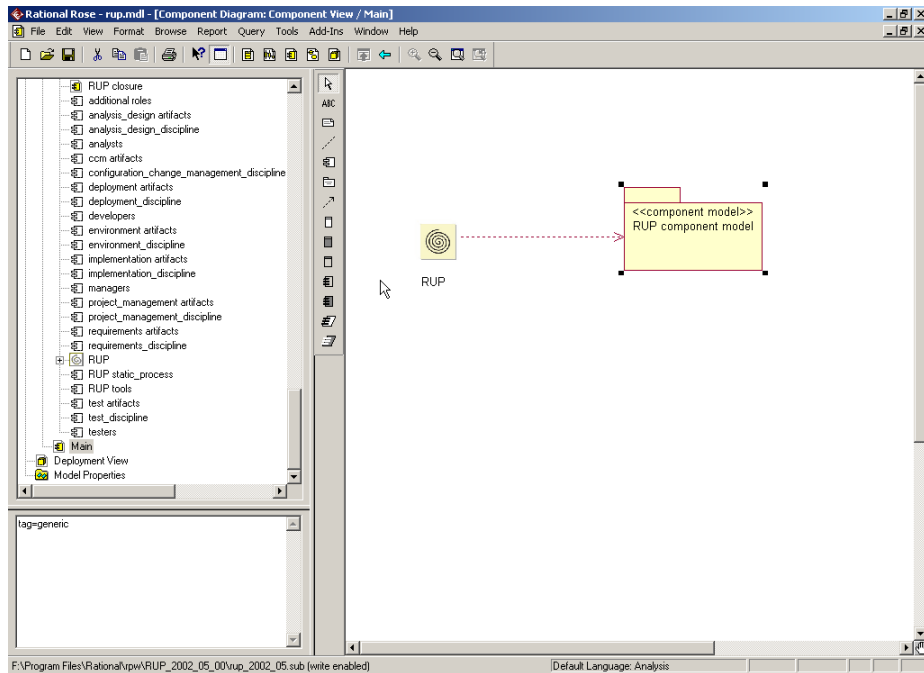 Rational Rose - rup.mdl - [Component Diagram: Component View / Main]
File Edit View Format Browse Report Query Tools Add-Ins Window Help
ABC
RUP closure
additional roles
analysis_design artifacts
analysis_design_discipline
analysts
ccm artifacts
configuration_change_management_discipline
deployment artifacts
deployment_discipline
developers
environment artifacts
environment_discipline
implementation artifacts
implementation_discipline
managers
project_management artifacts
project_management_discipline
requirements artifacts
requirements_discipline
RUP
RUP static_process
RUP tools
test artifacts
test_discipline
testers
Main
Deployment View
Model Properties
tag=generic
RUP
<<component model>>
RUP component model
F:\Program Files\Rational\rpw\RUP_2002_05_00\rup_2002_05.sub (write enabled)
Default Language: Analysis